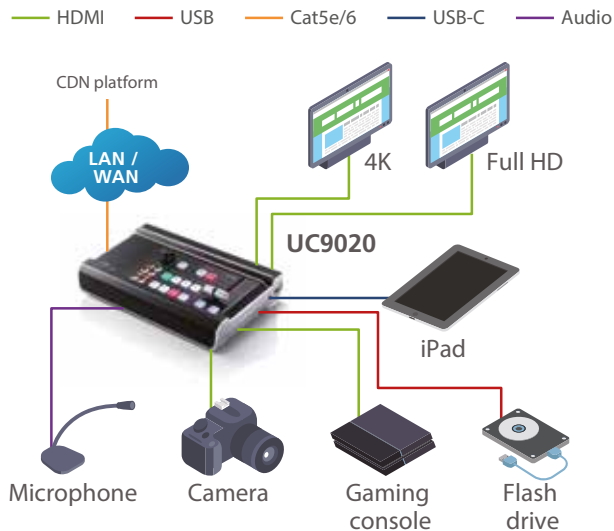 HDMI
USB
Cat5e/6
USB-C
Audio
CDN platform
LAN /
WAN
4K
Full HD
UC9020
iPad
Microphone
Camera
Gaming
console
Flash
drive